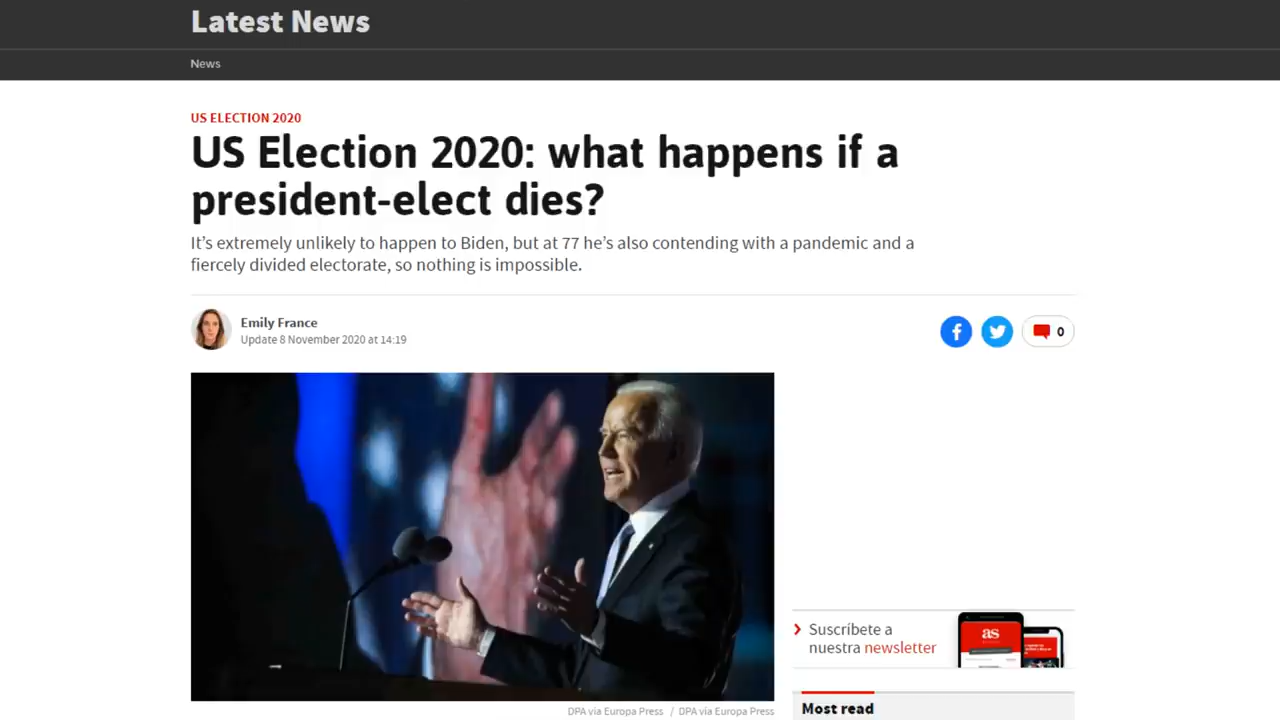 Latest News
News
US ELECTION 2020
US Election 2020: what happens if a
president-elect dies?
It’s extremely unlikely to happen to Biden, but at 77 he’s also contending with a pandemic and a
fiercely divided electorate, so nothing is impossible.
Emily France
Update 8 November 2020 at 14:19
0
Suscríbete a
nuestra newsletter
as
DPA via Europa Press / DPA via Europa Press
Most read